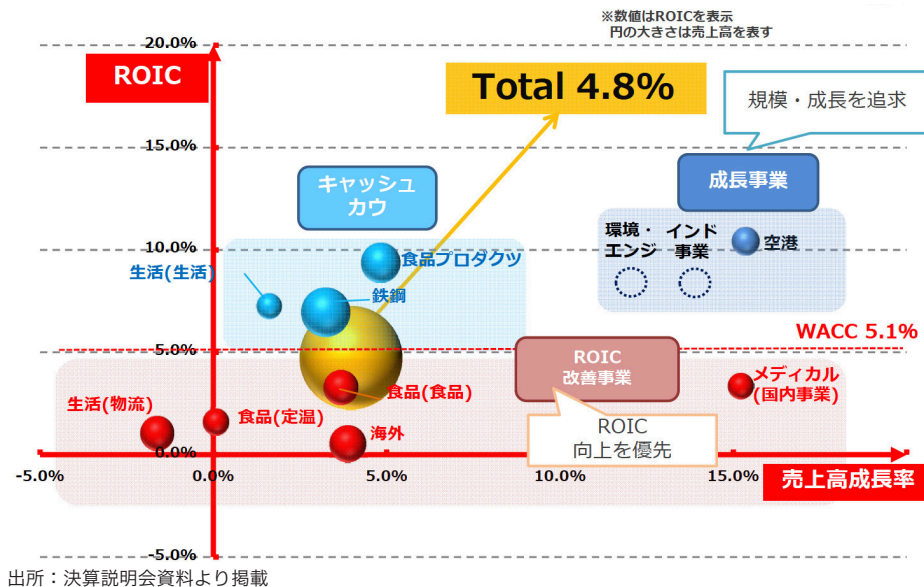 ※数値はROICを表示
円の大きさは売上高を表す
20.0%
ROIC
Total 4.8%
規模・成長を追求
15.0%
キャッシュ
カウ
成長事業
10.0%
環境・
エンジ
インド
事業
空港
食品プロダクツ
生活(生活)
鉄鋼
WACC 5.1%
5.0%
ROIC
改善事業
メディカル
(国内事業)
食品(食品)
生活(物流)
食品(定温)
海外
ROIC
向上を優先
0.0%
-5.0%
0.0%
5.0%
10.0%
15.0%
売上高成長率
-5.0%
出所：決算説明会資料より掲載